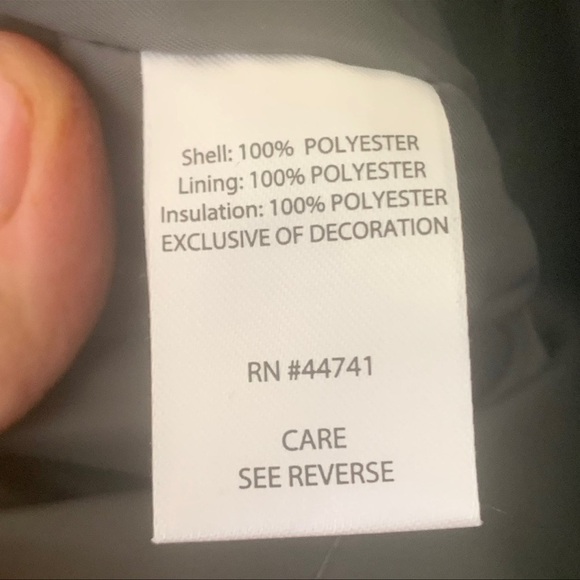 Shell: 100% POLYESTER
Lining: 100% POLYESTER
Insulation: 100% POLYESTER
EXCLUSIVE OF DECORATION
RN #44741
CARE
SEE REVERSE